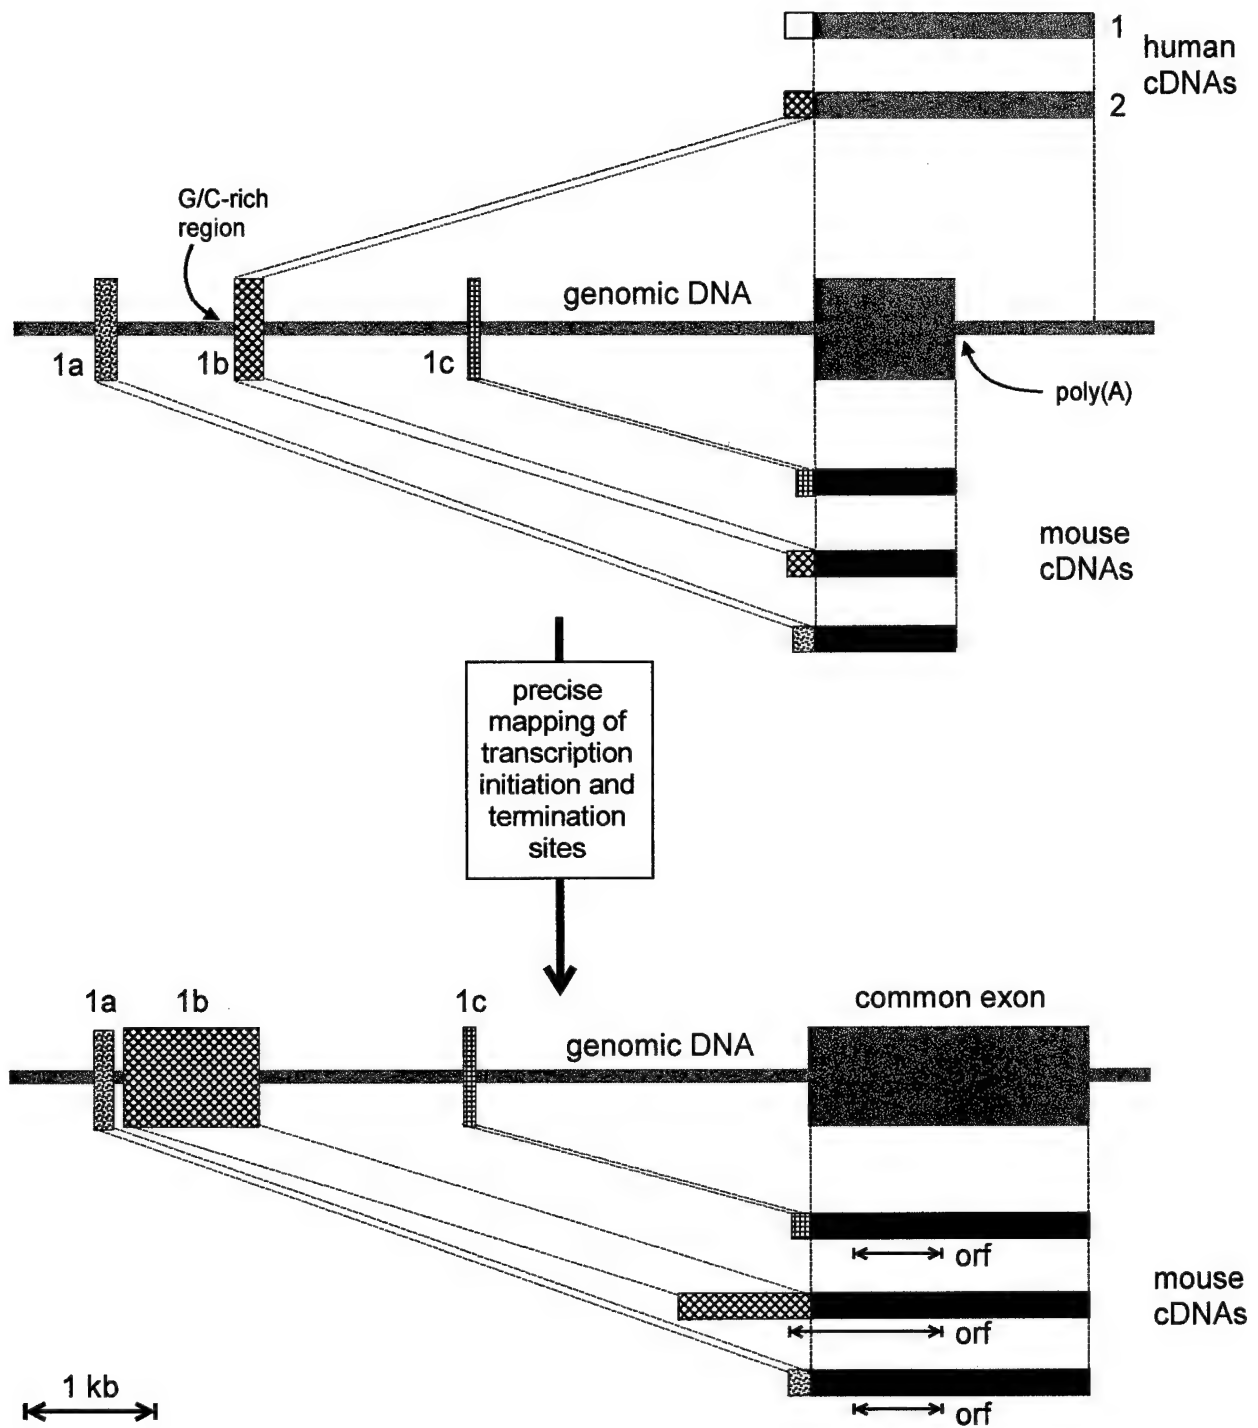 1
human
cDNAs
2
G/C-rich
region
genomic DNA
1a
1b
1c
poly(A)
mouse
cDNAs
precise
mapping of
transcription
initiation and
termination
sites
1a
1b
1c
common exon
genomic DNA
orf
mouse
cDNAs
orf
1 kb
orf